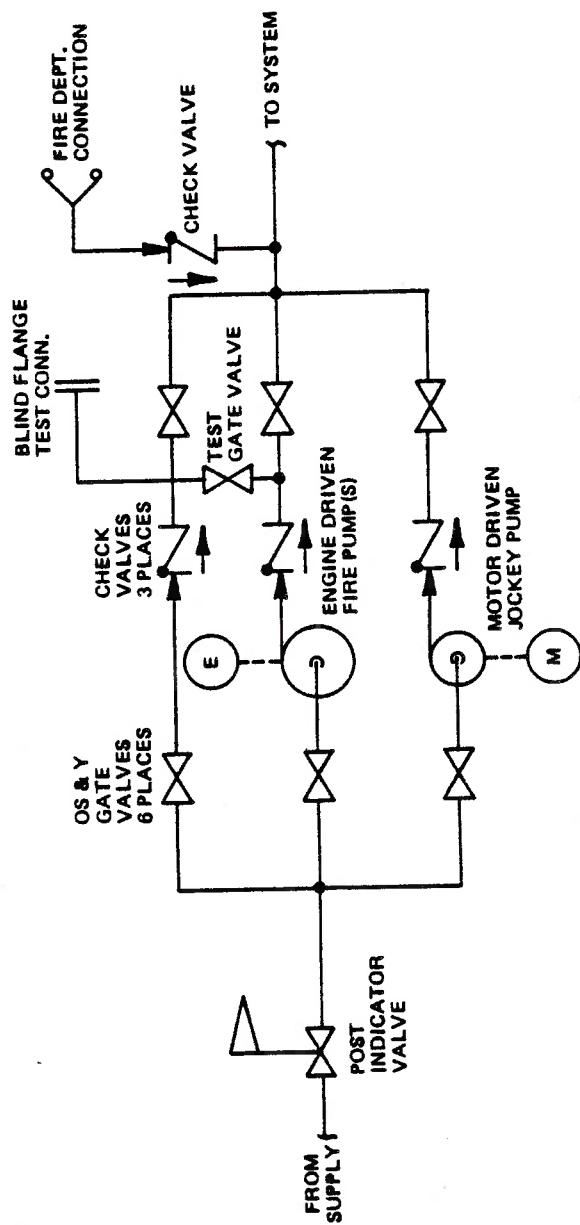 FIRE DEPT.
CONNECTION
CHECK VALVE
TO SYSTEM
BLIND FLANGE
TEST CONN.
TEST
GATE VALVE
CHECK
VALVES
3 PLACES
ENGINE DRIVEN
FIRE PUMP(S)
MOTOR DRIVEN
JOCKEY PUMP
E
M
OS & Y
GATE
VALVES
6 PLACES
POST
INDICATOR
VALVE
FROM
SUPPLY